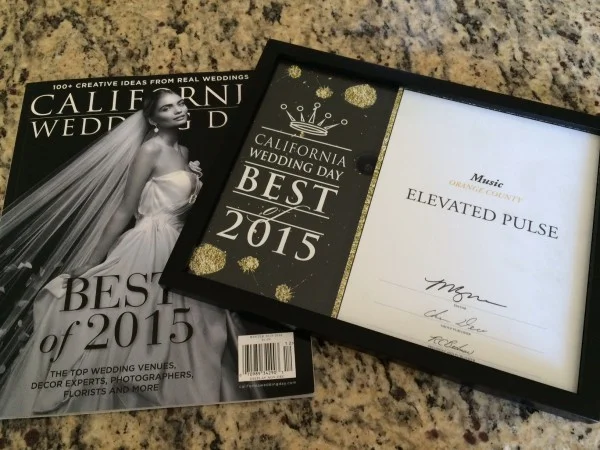 100+ CREATIVE IDEAS FROM REAL WEDDINGS
CALIFORNI
WEDDING D
BEST
of 2015
THE TOP WEDDING VENUES,
DECOR EXPERTS, PHOTOGRAPHERS,
FLORISTS AND MORE
CALIFORNIA
WEDDING DAY
BEST
of
2015
Music
ORANGE COUNTY
ELEVATED PULSE